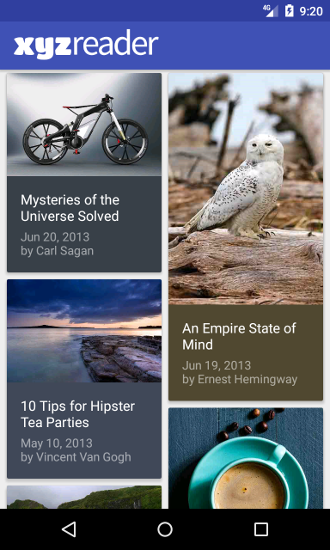 4G 9:20
xyzreader
Mysteries of the
Universe Solved
Jun 20, 2013
by Carl Sagan
An Empire State of
Mind
Jun 19, 2013
by Ernest Hemingway
10 Tips for Hipster
Tea Parties
May 10, 2013
by Vincent Van Gogh